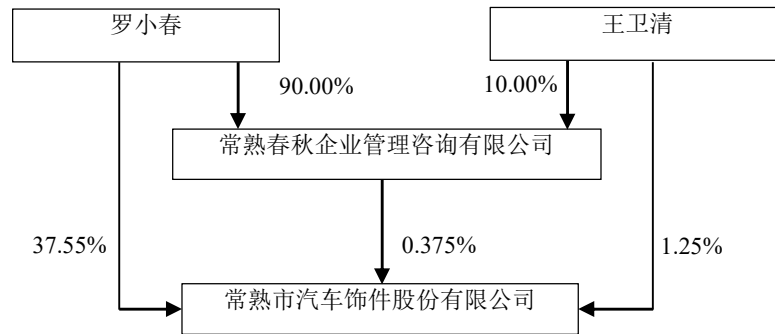 罗小春
王卫清
90.00%
10.00%
常熟春秋企业管理咨询有限公司
37.55%
0.375%
1.25%
常熟市汽车饰件股份有限公司